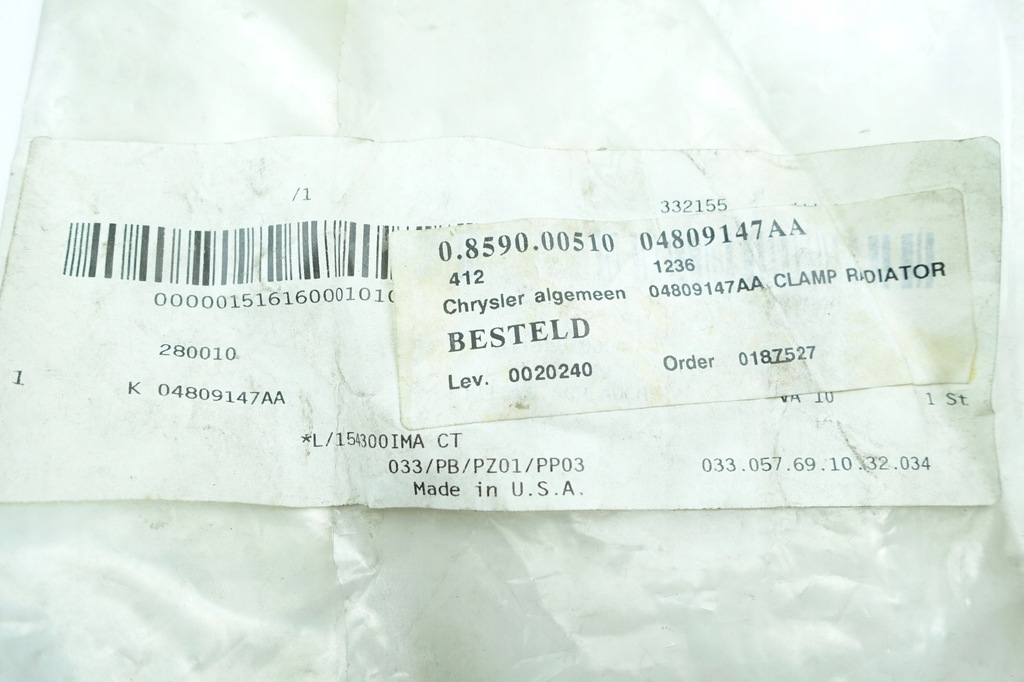 /1
332155
000001516160001010
280010
1
K 04809147AA
0.8590.00510 04809147AA
412 1236
Chrysler algemeen 04809147AA CLAMP RADIATOR
BESTELD
Lev. 0020240 Order 0187527
VA 10 1 St
*L/154300IMA CT
033/PB/PZ01/PP03 033.057.69.10.32.034
Made in U.S.A.